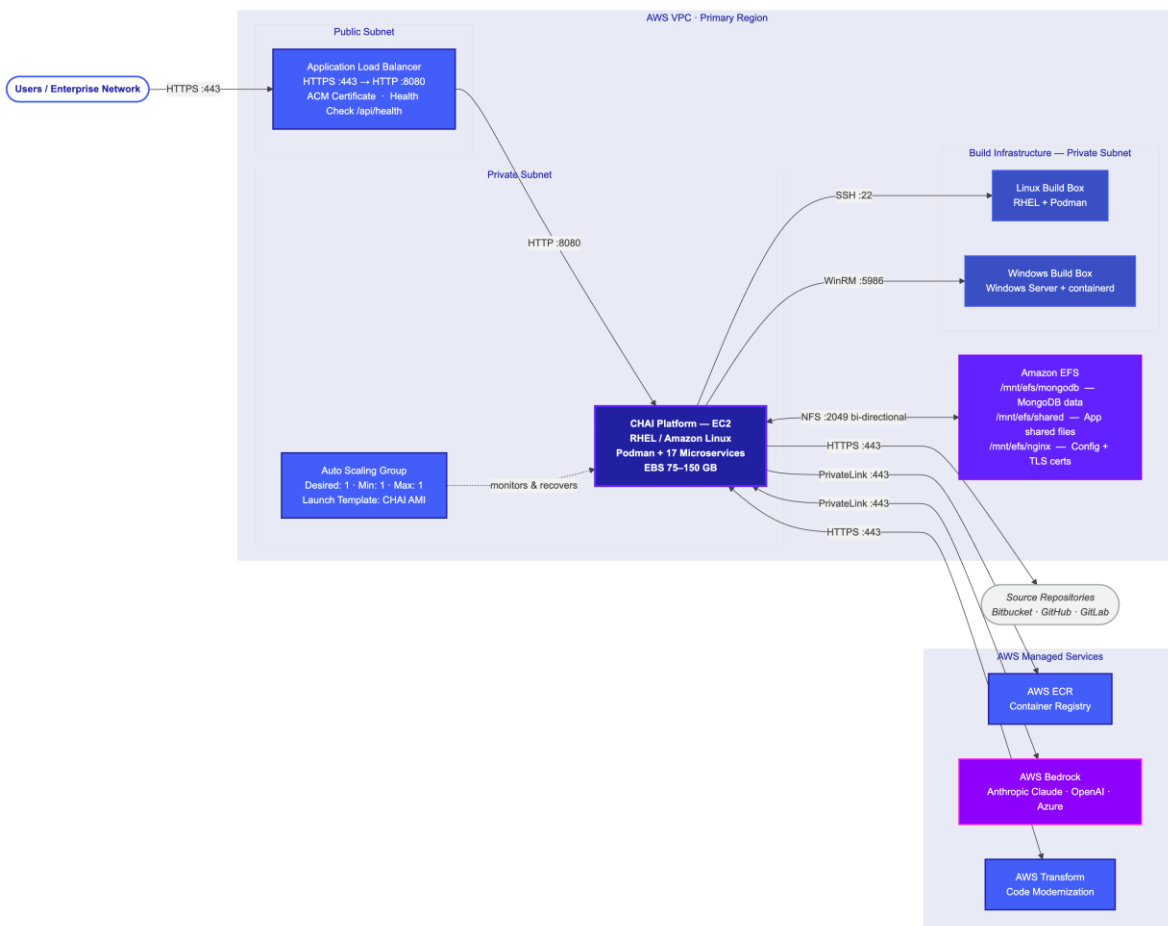 AWS VPC · Primary Region
Public Subnet
Application Load Balancer
HTTPS :443 → HTTP :8080
ACM Certificate · Health
Check /api/health
Users / Enterprise Network
HTTPS :443
Build Infrastructure — Private Subnet
Private Subnet
Linux Build Box
RHEL + Podman
SSH :22
HTTP :8080
Windows Build Box
Windows Server + containerd
WinRM :5986
Amazon EFS
/mnt/efs/mongodb —
MongoDB data
/mnt/efs/shared — App
shared files
/mnt/efs/nginx — Config +
TLS certs
CHAI Platform — EC2
RHEL / Amazon Linux
Podman + 17 Microservices
EBS 75–150 GB
NFS :2049 bi-directional
HTTPS :443
PrivateLink :443
PrivateLink :443
HTTPS :443
Auto Scaling Group
Desired: 1 · Min: 1 · Max: 1
Launch Template: CHAI AMI
monitors & recovers
Source Repositories
Bitbucket · GitHub · GitLab
AWS Managed Services
AWS ECR
Container Registry
AWS Bedrock
Anthropic Claude · OpenAI ·
Azure
AWS Transform
Code Modernization